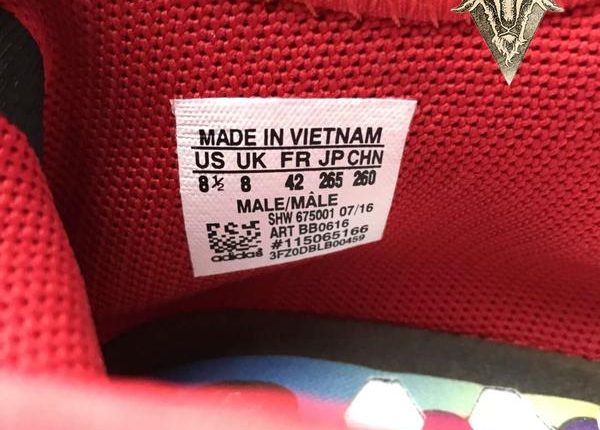 MADE IN VIETNAM
US UK FR JP CHN
8½ 8 42 265 260
MALE/MÂLE
SHW 675001 07/16
ART BB0616
#115065166
adidas 3FZ0DBLB00459